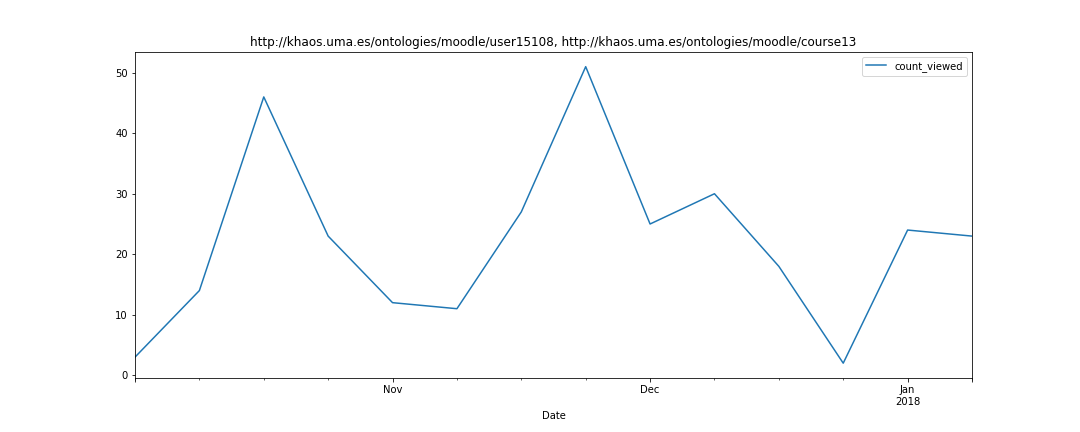 http://khaos.uma.es/ontologies/moodle/user15108, http://khaos.uma.es/ontologies/moodle/course13
count_viewed
50
40
30
20
10
0
Nov
Dec
Jan
2018
Date